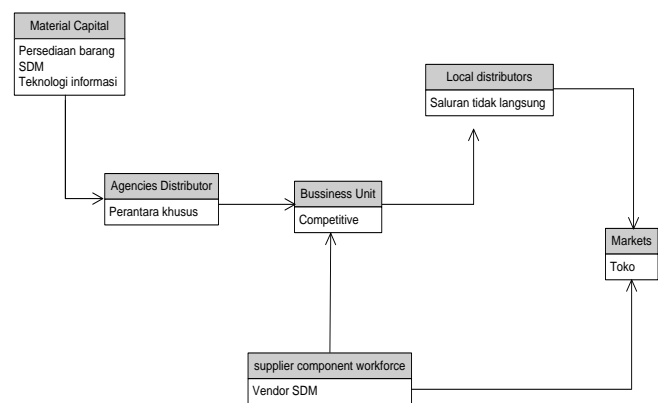 Material Capital
Persediaan barang
SDM
Teknologi informasi
Local distributors
Saluran tidak langsung
Agencies Distributor
Perantara khusus
Bussiness Unit
Competitive
Markets
Toko
supplier component workforce
Vendor SDM